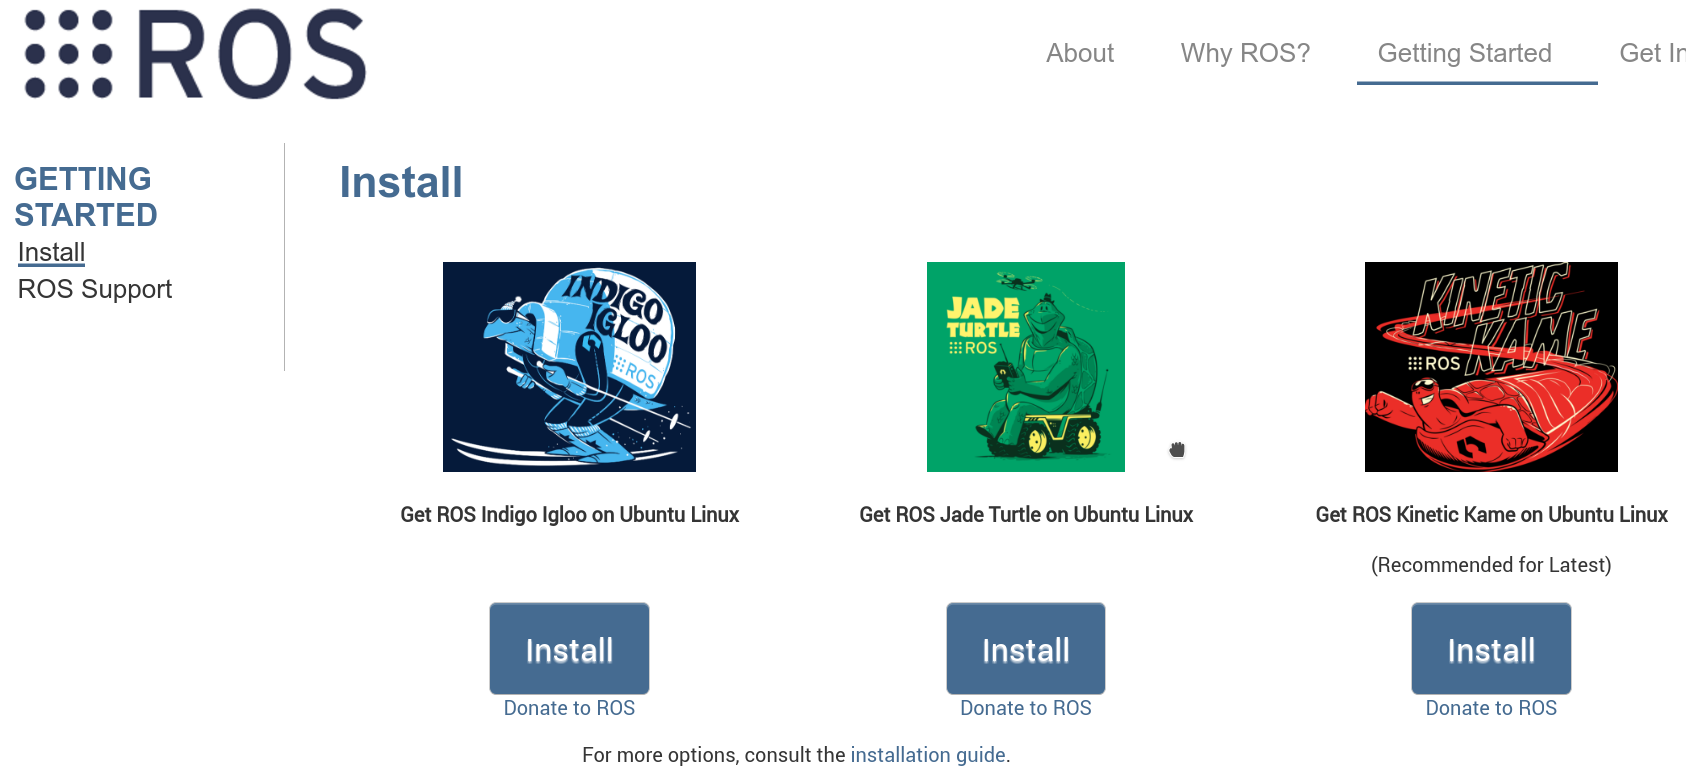 ROS
About Why ROS? Getting Started Get In
GETTING
STARTED
Install
ROS Support
Install
INDIGO
IGLOO
ROS
JADE
TURTLE
ROS
KINETIC
KAME
ROS
Get ROS Indigo Igloo on Ubuntu Linux
Get ROS Jade Turtle on Ubuntu Linux
Get ROS Kinetic Kame on Ubuntu Linux
(Recommended for Latest)
Install
Install
Install
Donate to ROS
Donate to ROS
Donate to ROS
For more options, consult the installation guide.